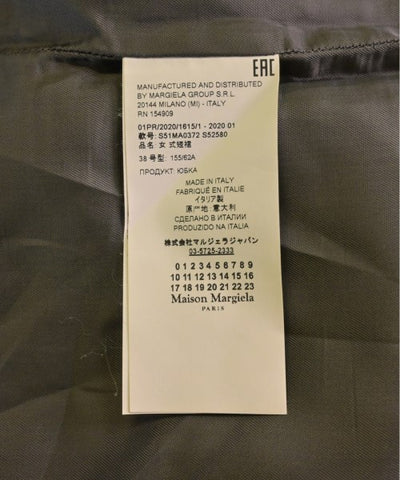 EAC
MANUFACTURED AND DISTRIBUTED
BY MARGIELA GROUP S.R.L.
20144 MILANO (MI) - ITALY
RN 154909
01PR/2020/1615/1 - 2020 01
款号: S51MA0372 S52580
品名: 女式短裙
38 号型: 155/62A
ПРОДУКТ: ЮБКА
MADE IN ITALY
FABRIQUÉ EN ITALIE
イタリア製
原产地: 意大利
СДЕЛАНО В ИТАЛИИ
PRODUZIDO NA ITALIA
株式会社マルジェラジャパン
03-5725-2333
0 1 2 3 4 5 6 7 8 9
10 11 12 13 14 15 16
17 18 19 20 21 22 23
Maison Margiela
PARIS